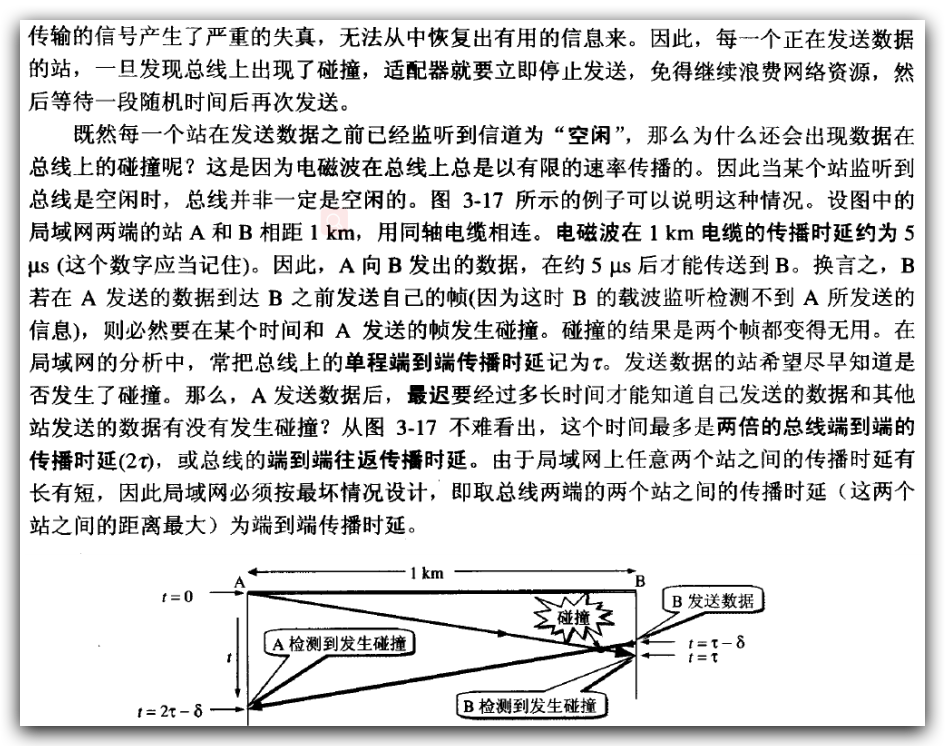 传输的信号产生了严重的失真，无法从中恢复出有用的信息来。因此，每一个正在发送数据
的站，一旦发现总线上出现了碰撞，适配器就要立即停止发送，免得继续浪费网络资源，然
后等待一段随机时间后再次发送。
既然每一个站在发送数据之前已经监听到信道为“空闲”，那么为什么还会出现数据在
总线上的碰撞呢？这是因为电磁波在总线上总是以有限的速率传播的。因此当某个站监听到
总线是空闲时，总线并非一定是空闲的。图 3-17 所示的例子可以说明这种情况。设图中的
局域网两端的站 A 和 B 相距 1 km，用同轴电缆相连。电磁波在 1 km 电缆的传播时延约为 5
μs (这个数字应当记住)。因此，A 向 B 发出的数据，在约 5 μs 后才能传送到 B。换言之，B
若在 A 发送的数据到达 B 之前发送自己的帧(因为这时 B 的载波监听检测不到 A 所发送的
信息)，则必然要在某个时间和 A 发送的帧发生碰撞。碰撞的结果是两个帧都变得无用。在
局域网的分析中，常把总线上的单程端到端传播时延记为τ。发送数据的站希望尽早知道是
否发生了碰撞。那么，A 发送数据后，最迟要经过多长时间才能知道自己发送的数据和其他
站发送的数据有没有发生碰撞？从图 3-17 不难看出，这个时间最多是两倍的总线端到端的
传播时延(2τ)，或总线的端到端往返传播时延。由于局域网上任意两个站之间的传播时延有
长有短，因此局域网必须按最坏情况设计，即取总线两端的两个站之间的传播时延（这两个
站之间的距离最大）为端到端传播时延。
A 1 km B
t = 0
B 发送数据
碰撞
A 检测到发生碰撞
t = τ − δ
t
t = τ
B 检测到发生碰撞
t = 2τ − δ